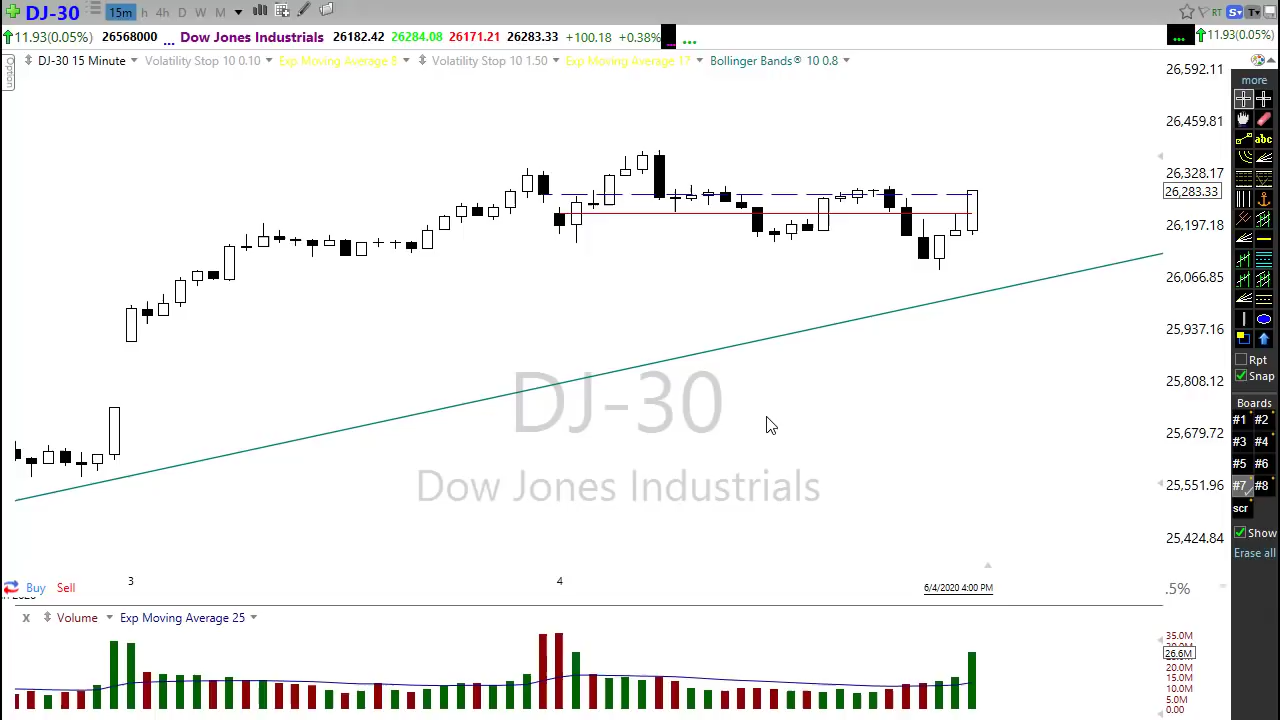 DJ-30 15m h 4h D W M RT S T
11.93(0.05%) 26568000 ... Dow Jones Industrials 26182.42 26284.08 26171.21 26283.33 +100.18 +0.38% ... ... 11.93(0.05%)
Option
DJ-30 15 Minute Volatility Stop 10 0.10 Exp Moving Average 8 Volatility Stop 10 1.50 Exp Moving Average 17 Bollinger Bands® 10 0.8
26,592.11
26,459.81
26,328.17
26,283.33
26,197.18
26,066.85
25,937.16
25,808.12
25,679.72
25,551.96
25,424.84
more
abc
Rpt
Snap
Boards
#1 #2
#3 #4
#5 #6
#7 #8
scr
Show
Erase all
DJ-30
Dow Jones Industrials
Buy Sell
3 4 6/4/2020 4:00 PM .5%
x Volume Exp Moving Average 25
35.0M
26.6M
20.0M
15.0M
10.0M
5.0M
0.00